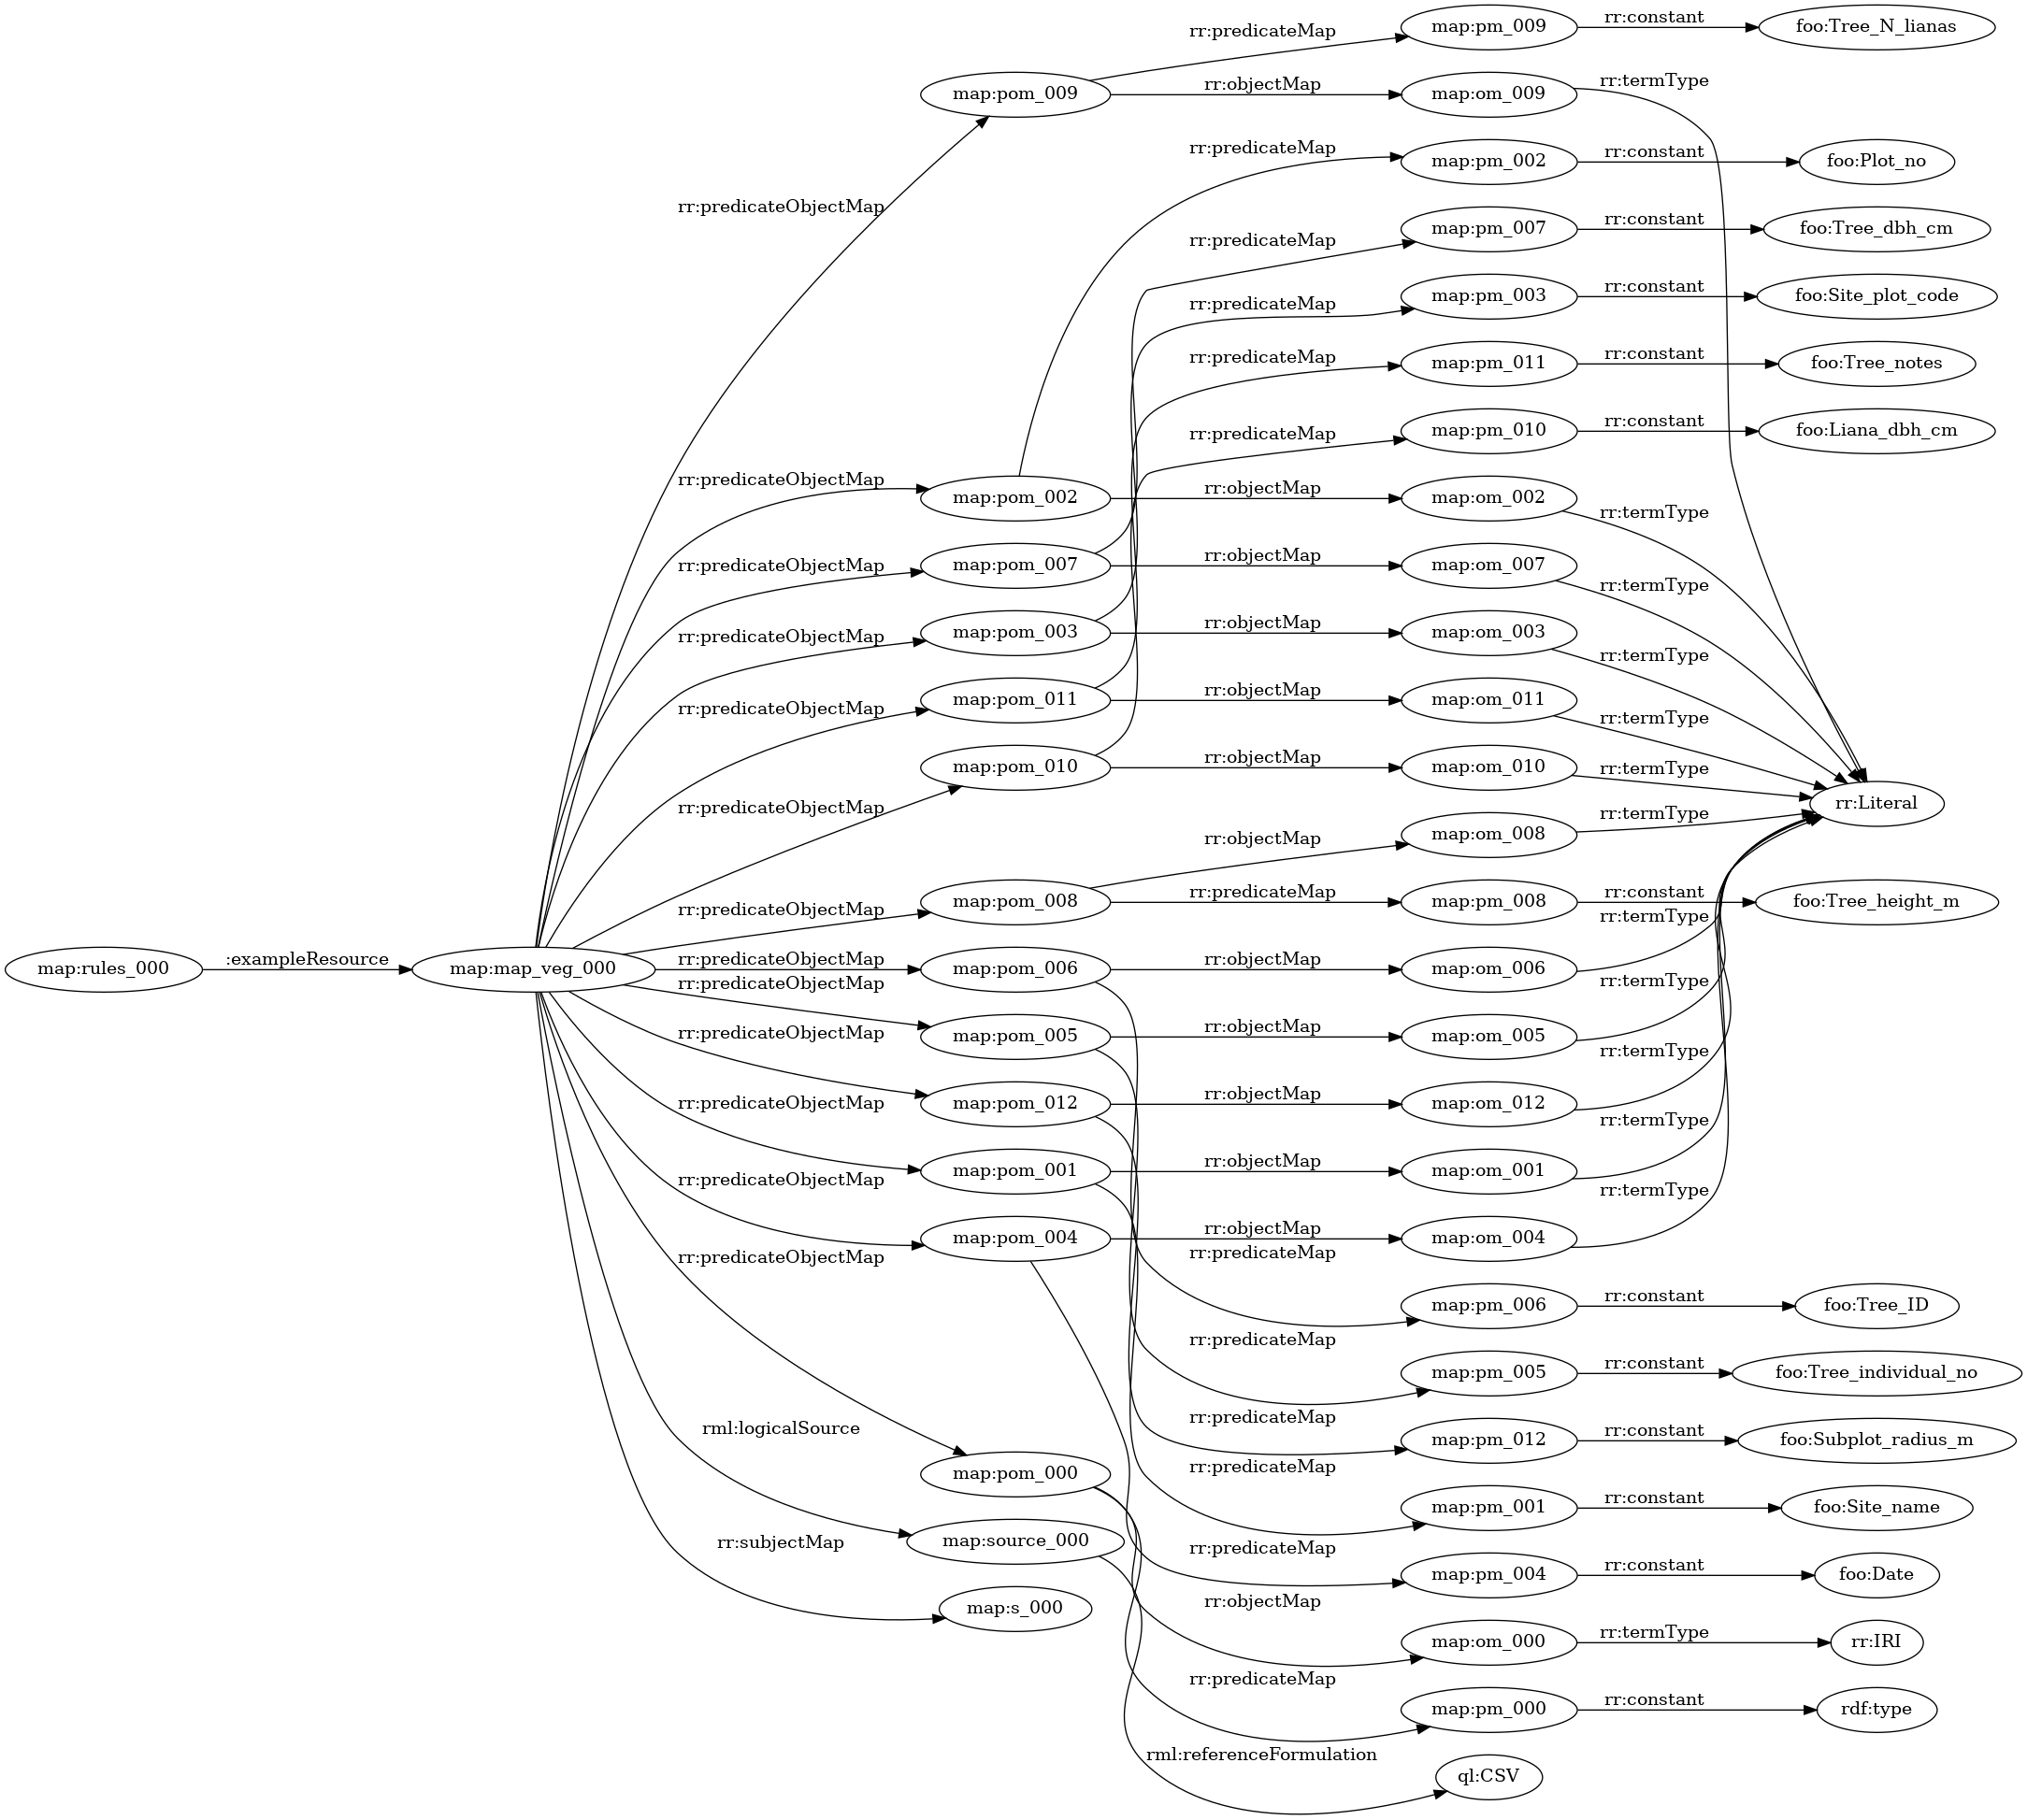 map:pm_009
rr:constant
foo:Tree_N_lianas
rr:predicateMap
map:pom_009
rr:objectMap
map:om_009
rr:termType
rr:predicateObjectMap
rr:predicateMap
map:pm_002
rr:constant
foo:Plot_no
rr:predicateMap
map:pm_007
rr:constant
foo:Tree_dbh_cm
rr:predicateMap
map:pm_003
rr:constant
foo:Site_plot_code
rr:predicateMap
map:pm_011
rr:constant
foo:Tree_notes
rr:predicateMap
map:pm_010
rr:constant
foo:Liana_dbh_cm
rr:predicateObjectMap
map:pom_002
rr:objectMap
map:om_002
rr:termType
rr:predicateObjectMap
map:pom_007
rr:objectMap
map:om_007
rr:termType
rr:predicateObjectMap
map:pom_003
rr:objectMap
map:om_003
rr:termType
rr:predicateObjectMap
map:pom_011
rr:objectMap
map:om_011
rr:termType
rr:predicateObjectMap
map:pom_010
rr:objectMap
map:om_010
rr:termType
rr:Literal
rr:objectMap
map:om_008
rr:termType
rr:predicateObjectMap
map:pom_008
rr:predicateMap
map:pm_008
rr:constant
foo:Tree_height_m
map:rules_000
:exampleResource
map:map_veg_000
rr:predicateObjectMap
map:pom_006
rr:objectMap
map:om_006
rr:termType
rr:predicateObjectMap
map:pom_005
rr:objectMap
map:om_005
rr:termType
rr:predicateObjectMap
map:pom_012
rr:objectMap
map:om_012
rr:termType
rr:predicateObjectMap
map:pom_001
rr:objectMap
map:om_001
rr:termType
rr:predicateObjectMap
map:pom_004
rr:objectMap
map:om_004
rr:termType
rr:predicateObjectMap
rr:predicateMap
map:pm_006
rr:constant
foo:Tree_ID
rr:predicateMap
map:pm_005
rr:constant
foo:Tree_individual_no
rr:predicateMap
map:pm_012
rr:constant
foo:Subplot_radius_m
rml:logicalSource
map:pom_000
rr:predicateMap
map:pm_001
rr:constant
foo:Site_name
rr:subjectMap
map:source_000
rr:predicateMap
map:pm_004
rr:constant
foo:Date
map:s_000
rr:objectMap
map:om_000
rr:termType
rr:IRI
rr:predicateMap
map:pm_000
rr:constant
rdf:type
rml:referenceFormulation
ql:CSV